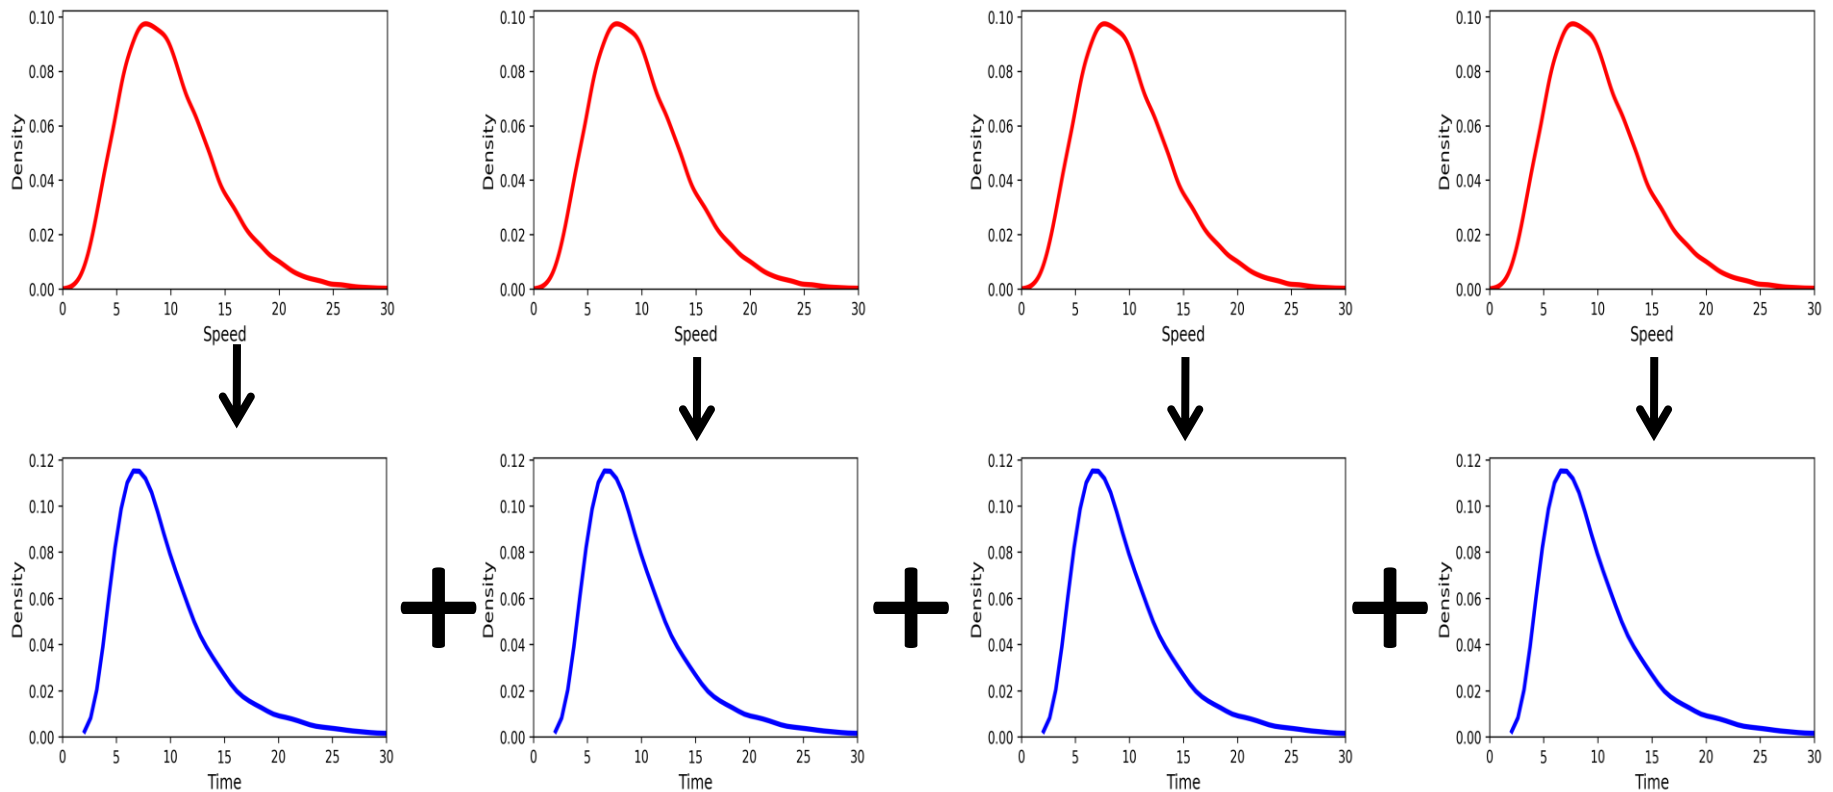 0.10 0.10 0.10 0.10
0.08 0.08 0.08 0.08
0.06 0.06 0.06 0.06
Density Density Density Density
0.04 0.04 0.04 0.04
0.02 0.02 0.02 0.02
0.00 0.00 0.00 0.00
0 5 10 15 20 25 30 0 5 10 15 20 25 30 0 5 10 15 20 25 30 0 5 10 15 20 25 30
Speed Speed Speed Speed
0.12 0.12 0.12 0.12
0.10 0.10 0.10 0.10
0.08 0.08 0.08 0.08
0.06 0.06 0.06 0.06
Density + Density + Density + Density
0.04 0.04 0.04 0.04
0.02 0.02 0.02 0.02
0.00 0.00 0.00 0.00
0 5 10 15 20 25 30 0 5 10 15 20 25 30 0 5 10 15 20 25 30 0 5 10 15 20 25 30
Time Time Time Time